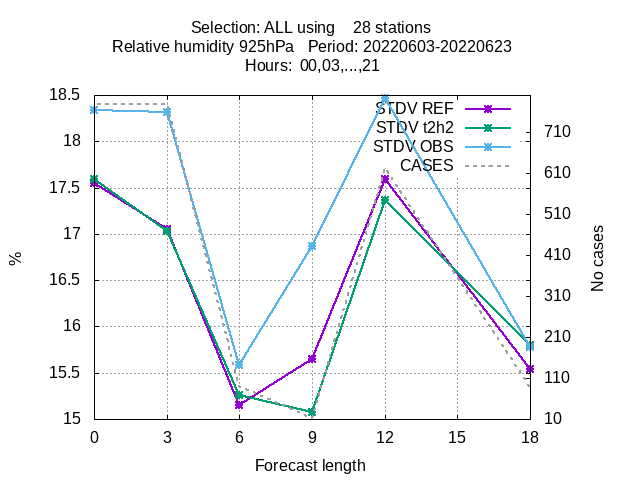 Selection: ALL using    28 stations
Relative humidity 925hPa   Period: 20220603-20220623
Hours:  00,03,...,21
STDV REF
STDV t2h2
STDV OBS
CASES
18.5
18
17.5
17
16.5
16
15.5
15
%
710
610
510
410
310
210
110
10
No cases
0 3 6 9 12 15 18
Forecast length